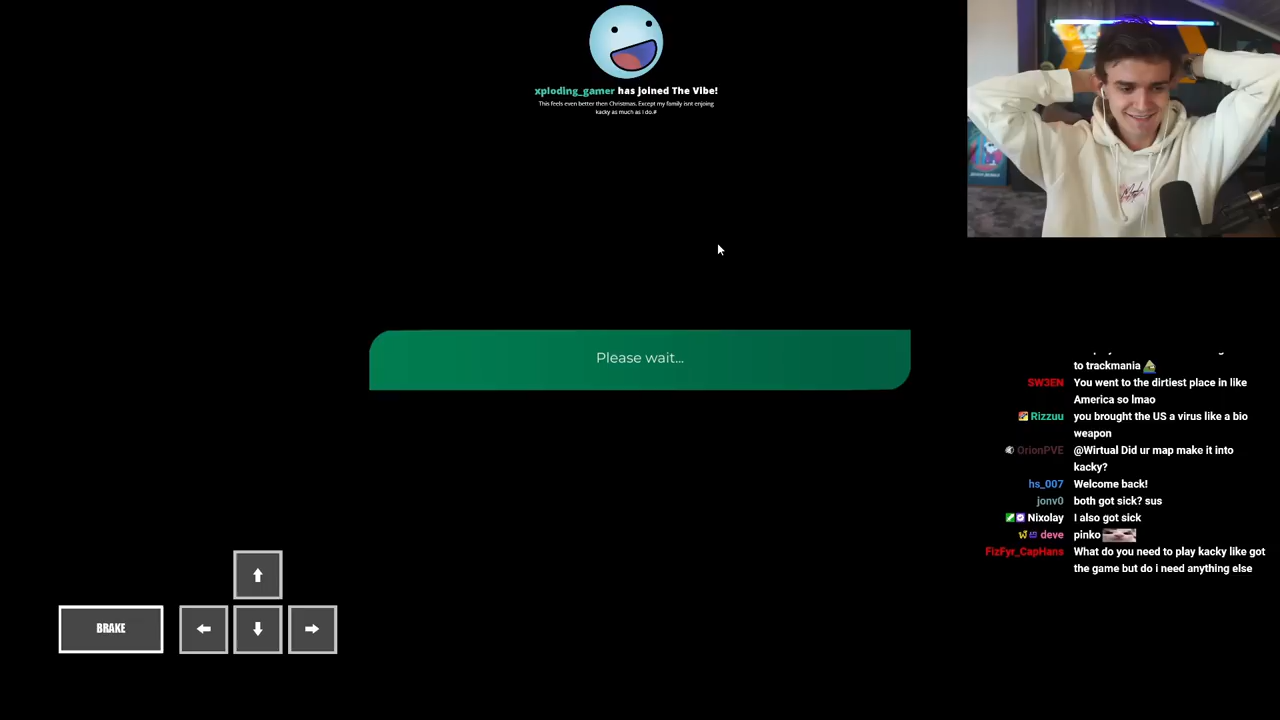 xploding_gamer has joined The Vibe!
This feels even better then Christmas. Except my family isnt enjoing
kacky as much as I do.#
Please wait...
to trackmania
SW3EN You went to the dirtiest place in like
America so lmao
Rizzuu you brought the US a virus like a bio
weapon
OrionPVE @Wirtual Did ur map make it into
kacky?
hs_007 Welcome back!
jonv0 both got sick? sus
Nixolay I also got sick
deve pinko
FizFyr_CapHans What do you need to play kacky like got
the game but do i need anything else
BRAKE